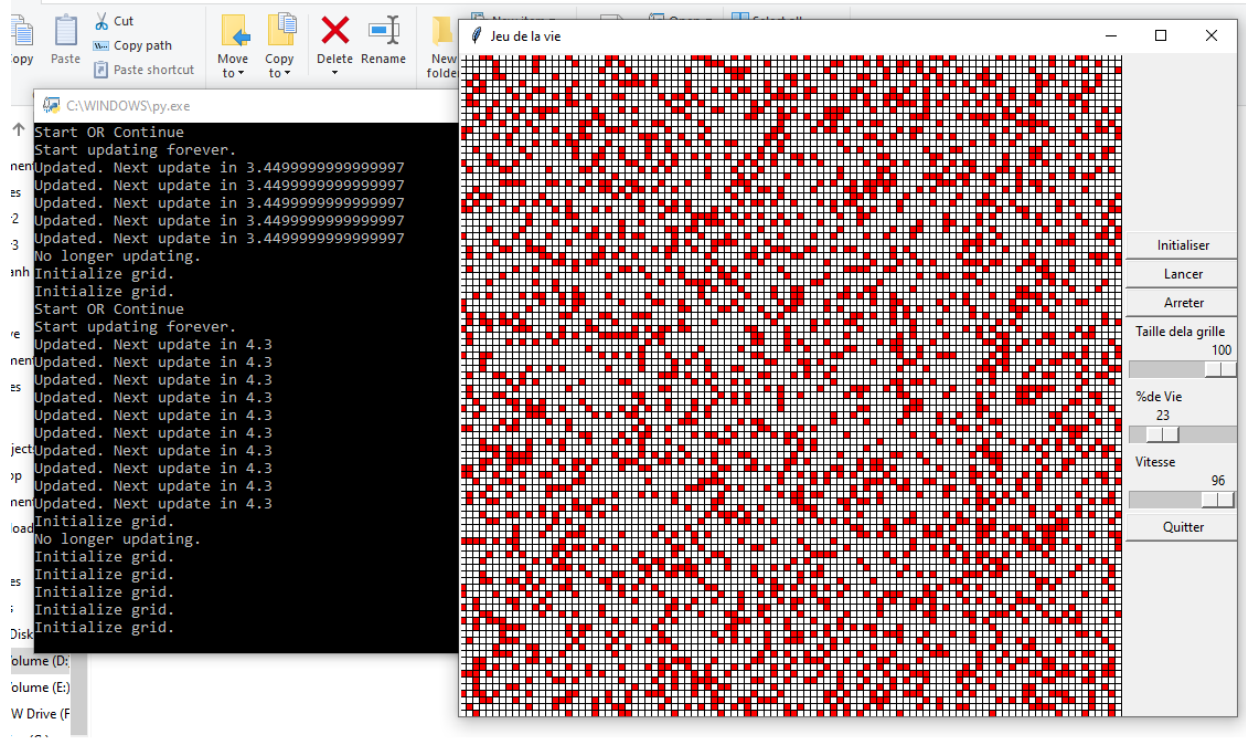 Cut
Copy path
Paste shortcut
Paste
Move to
Copy to
Delete
Rename
New
C:\WINDOWS\py.exe
Start OR Continue
Start updating forever.
Updated. Next update in 3.4499999999999997
Updated. Next update in 3.4499999999999997
Updated. Next update in 3.4499999999999997
Updated. Next update in 3.4499999999999997
Updated. Next update in 3.4499999999999997
No longer updating.
Initialize grid.
Initialize grid.
Start OR Continue
Start updating forever.
Updated. Next update in 4.3
Updated. Next update in 4.3
Updated. Next update in 4.3
Updated. Next update in 4.3
Updated. Next update in 4.3
Updated. Next update in 4.3
Updated. Next update in 4.3
Updated. Next update in 4.3
Updated. Next update in 4.3
Updated. Next update in 4.3
Initialize grid.
No longer updating.
Initialize grid.
Initialize grid.
Initialize grid.
Initialize grid.
Initialize grid.
Disk
olume (D:
olume (E:)
W Drive (F
Jeu de la vie
Initialiser
Lancer
Arreter
Taille dela grille
100
%de Vie
23
Vitesse
96
Quitter